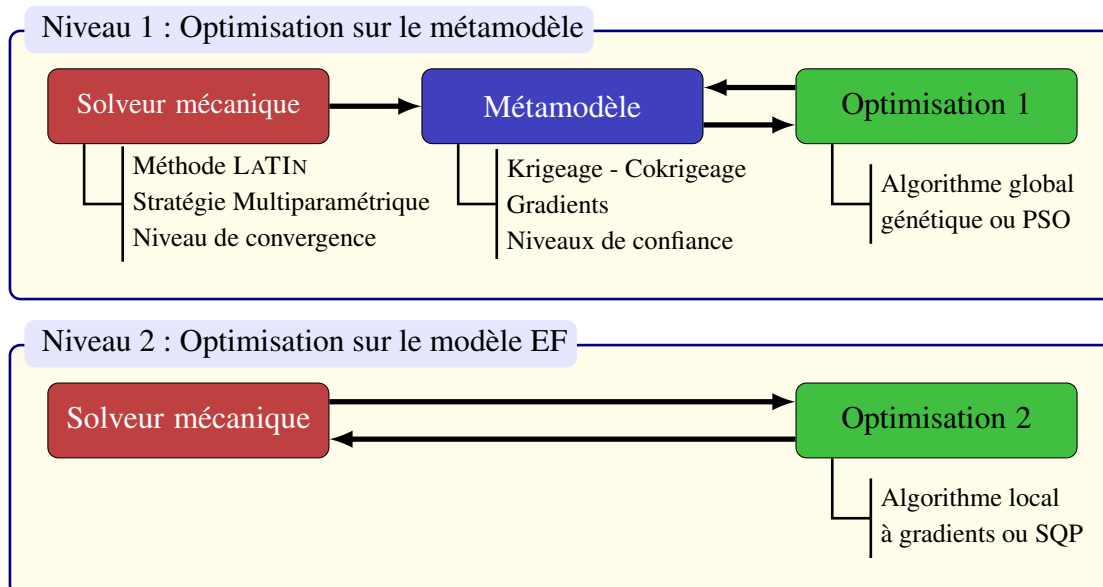 Niveau 1 : Optimisation sur le métamodèle
Solveur mécanique
Métamodèle
Optimisation 1
Méthode LATIN
Stratégie Multiparamétrique
Niveau de convergence
Krigeage - Cokrigeage
Gradients
Niveaux de confiance
Algorithme global
génétique ou PSO
Niveau 2 : Optimisation sur le modèle EF
Solveur mécanique
Optimisation 2
Algorithme local
à gradients ou SQP